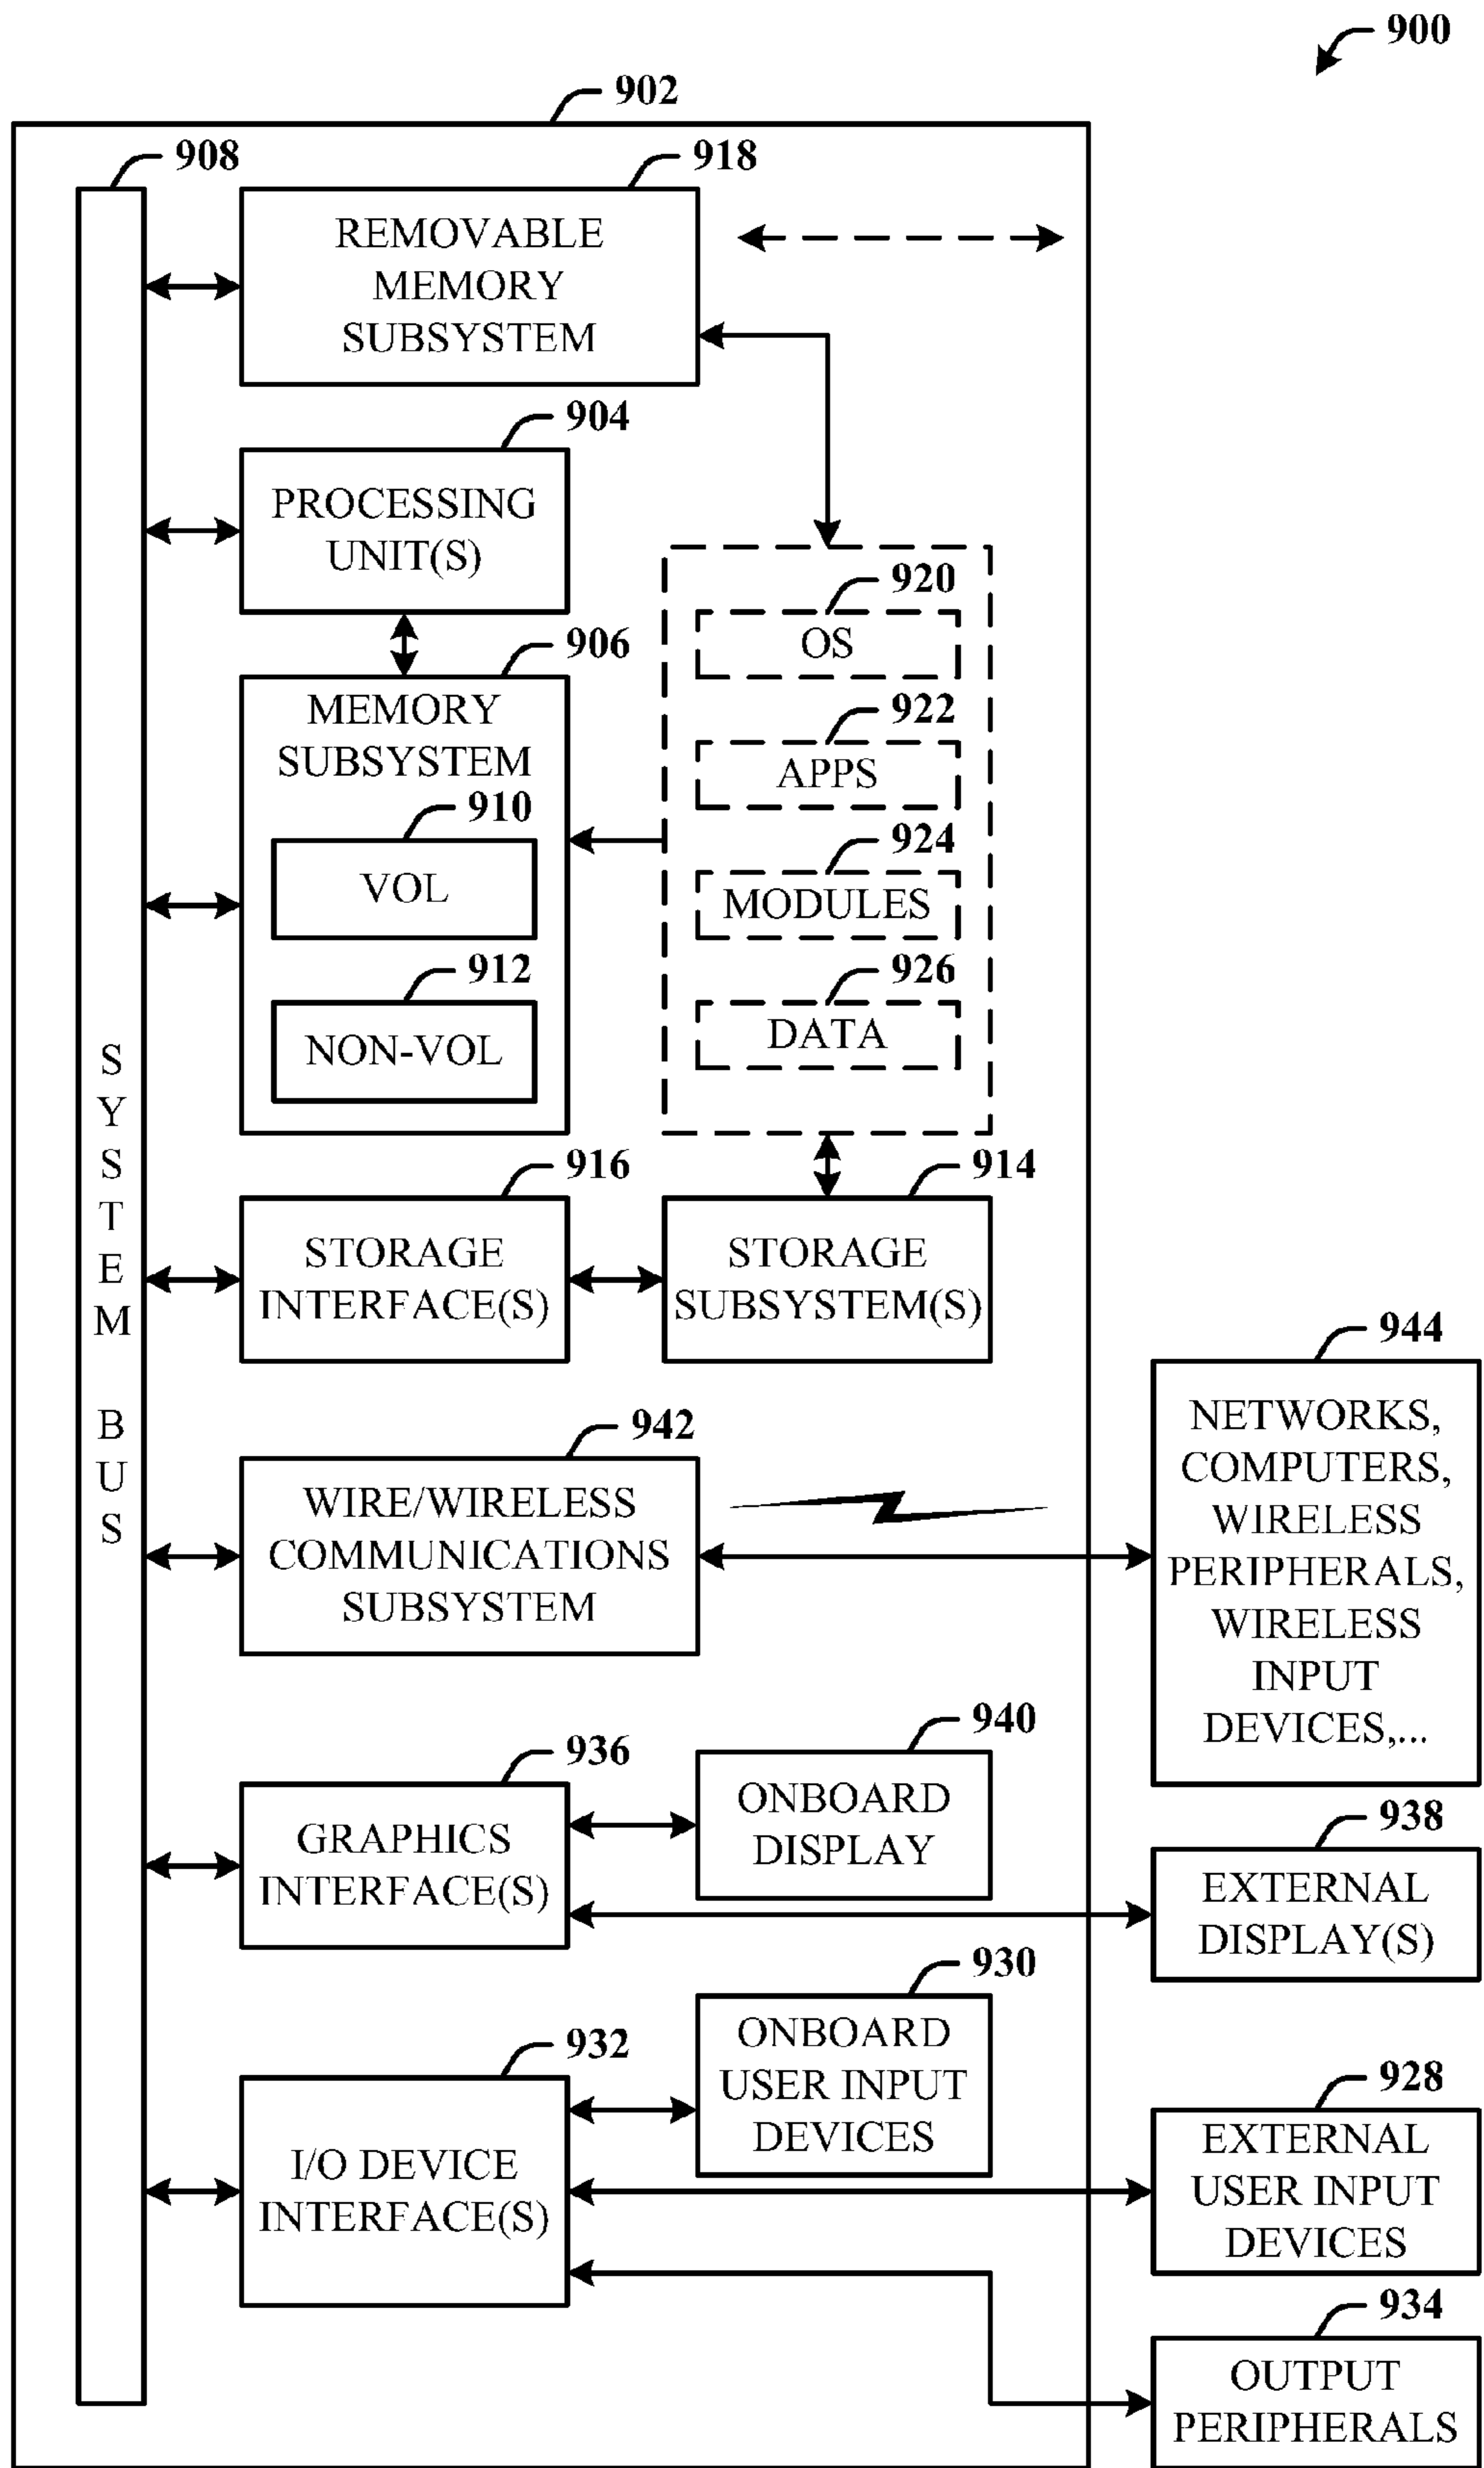 900
902
908
918
REMOVABLE
MEMORY
SUBSYSTEM
904
PROCESSING
UNIT(S)
906
MEMORY
SUBSYSTEM
910
VOL
912
NON-VOL
920
OS
922
APPS
924
MODULES
926
DATA
SYSTEM BUS
916
STORAGE
INTERFACE(S)
914
STORAGE
SUBSYSTEM(S)
942
WIRE/WIRELESS
COMMUNICATIONS
SUBSYSTEM
944
NETWORKS,
COMPUTERS,
WIRELESS
PERIPHERALS,
WIRELESS
INPUT
DEVICES,...
936
GRAPHICS
INTERFACE(S)
940
ONBOARD
DISPLAY
938
EXTERNAL
DISPLAY(S)
932
I/O DEVICE
INTERFACE(S)
930
ONBOARD
USER INPUT
DEVICES
928
EXTERNAL
USER INPUT
DEVICES
934
OUTPUT
PERIPHERALS